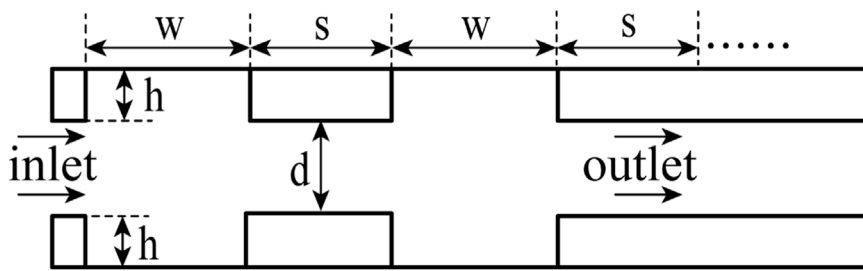 w s w s ......
h
inlet d outlet
h